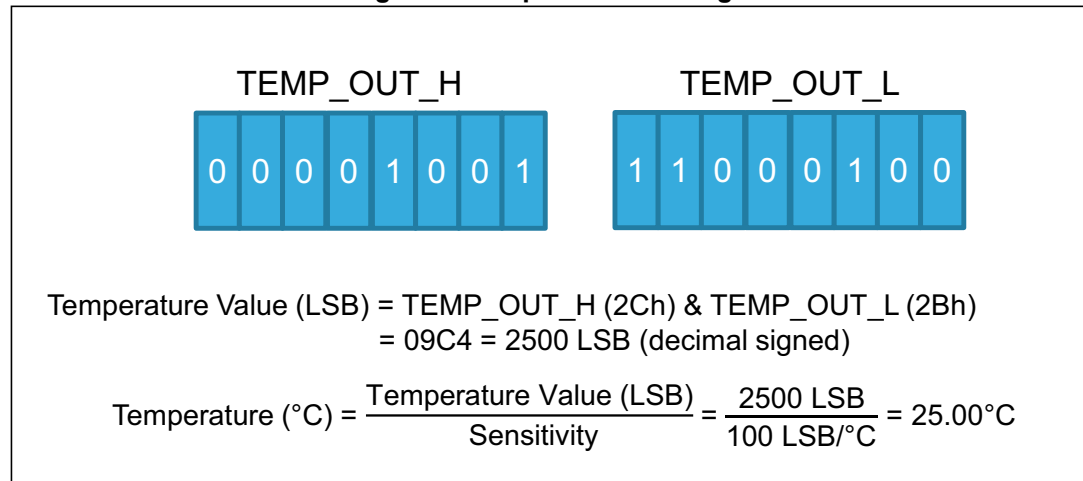 TEMP_OUT_H TEMP_OUT_L
0 0 0 0 1 0 0 1 1 1 0 0 0 1 0 0
Temperature Value (LSB) = TEMP_OUT_H (2Ch) & TEMP_OUT_L (2Bh)
= 09C4 = 2500 LSB (decimal signed)
Temperature (°C) = Temperature Value (LSB) / Sensitivity = 2500 LSB / 100 LSB/°C = 25.00°C